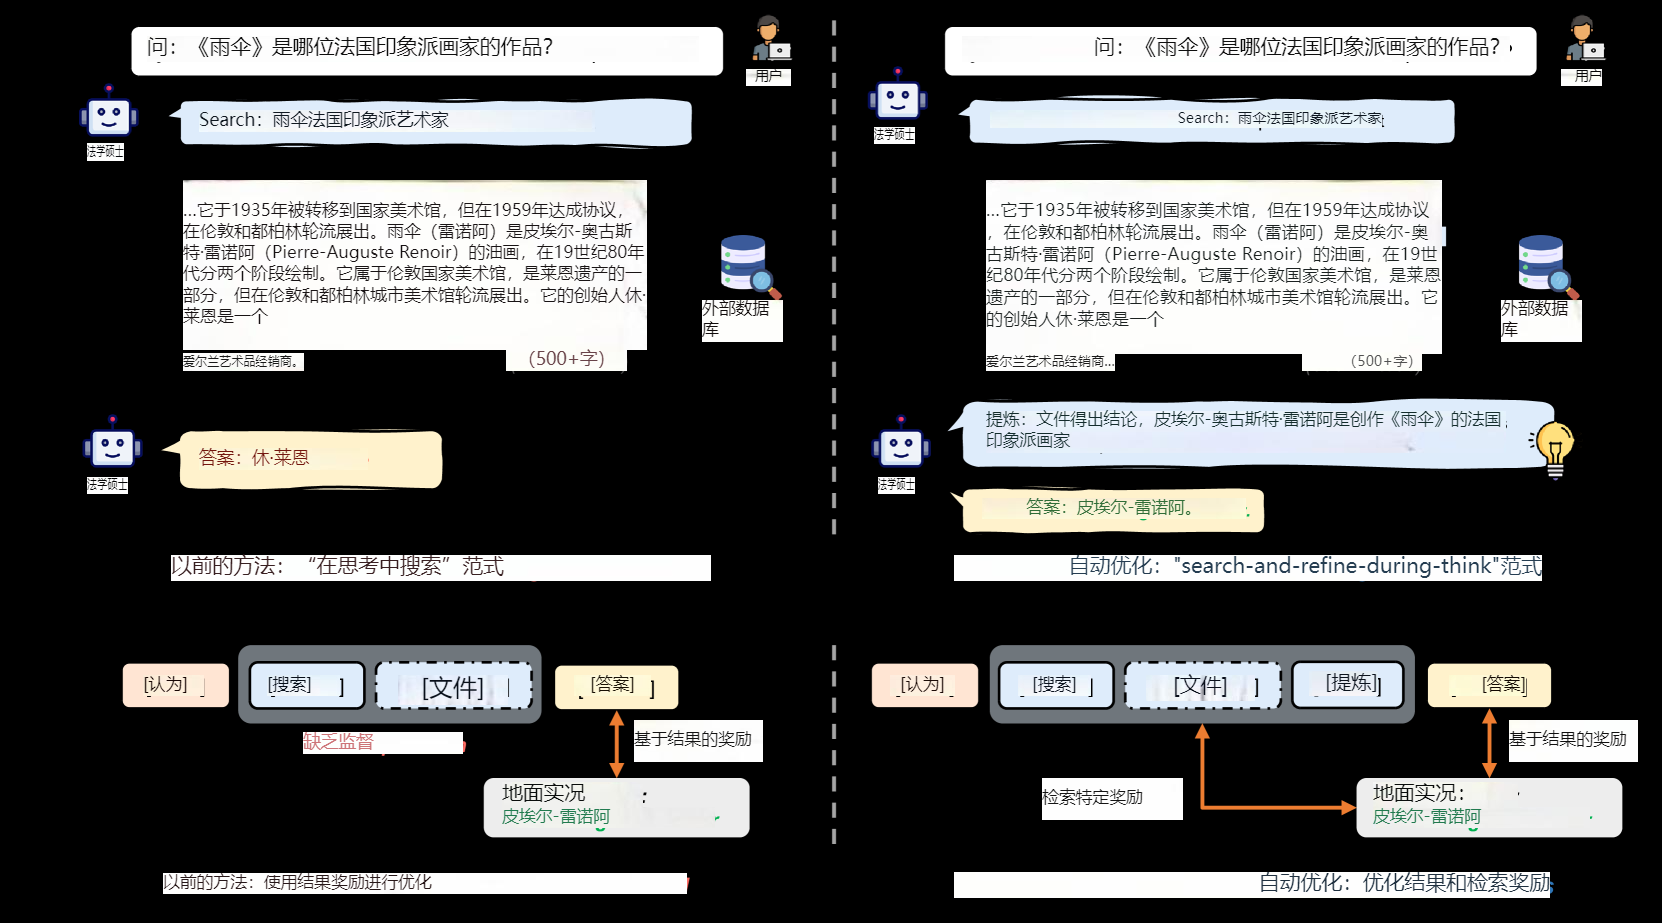 问：《雨伞》是哪位法国印象派画家的作品？
用户
Search：雨伞法国印象派艺术家
法学硕士
...它于1935年被转移到国家美术馆，但在1959年达成协议，
在伦敦和都柏林轮流展出。雨伞（雷诺阿）是皮埃尔-奥古斯
特·雷诺阿（Pierre-Auguste Renoir）的油画，在19世纪80年
代分两个阶段绘制。它属于伦敦国家美术馆，是莱恩遗产的一
部分，但在伦敦和都柏林城市美术馆轮流展出。它的创始人休·
莱恩是一个
爱尔兰艺术品经销商。
（500+字）
外部数据
库
答案：休·莱恩
法学硕士
以前的方法：“在思考中搜索”范式
[认为]
[搜索]
[文件]
[答案]
缺乏监督
基于结果的奖励
地面实况：
皮埃尔-雷诺阿
以前的方法：使用结果奖励进行优化
问：《雨伞》是哪位法国印象派画家的作品？
用户
Search：雨伞法国印象派艺术家
法学硕士
...它于1935年被转移到国家美术馆，但在1959年达成协议
，在伦敦和都柏林轮流展出。雨伞（雷诺阿）是皮埃尔-奥
古斯特·雷诺阿（Pierre-Auguste Renoir）的油画，在19世
纪80年代分两个阶段绘制。它属于伦敦国家美术馆，是莱恩
遗产的一部分，但在伦敦和都柏林城市美术馆轮流展出。它
的创始人休·莱恩是一个
爱尔兰艺术品经销商...
（500+字）
外部数据
库
提炼：文件得出结论，皮埃尔-奥古斯特·雷诺阿是创作《雨伞》的法国
印象派画家
法学硕士
答案：皮埃尔-雷诺阿。
自动优化："search-and-refine-during-think"范式
[认为]
[搜索]
[文件]
[提炼]
[答案]
检索特定奖励
基于结果的奖励
地面实况：
皮埃尔-雷诺阿
自动优化：优化结果和检索奖励